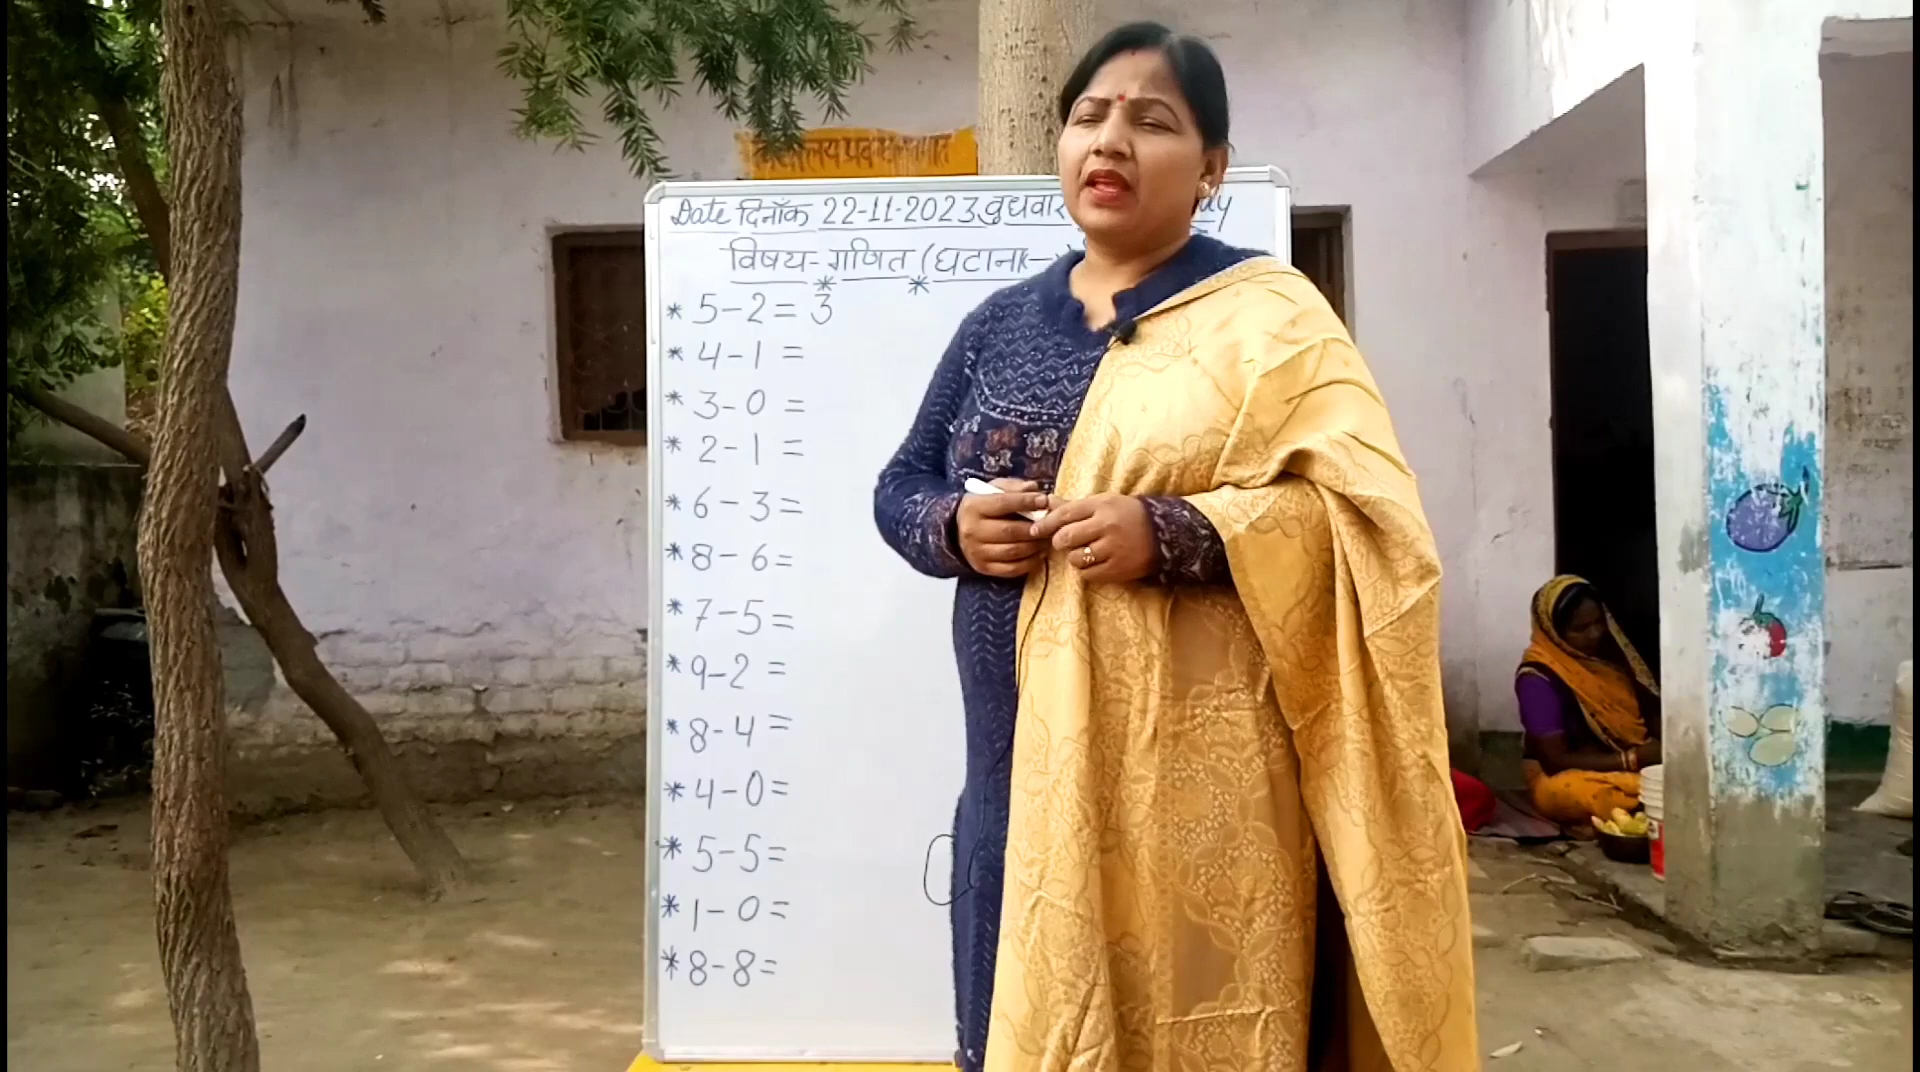 Date दिनाँक 22-11-2023 बुधवार
विषय- गणित (घटाना -
* 5-2= 3
* 4-1 =
* 3-0 =
* 2-1 =
* 6-3=
* 8-6=
* 7-5=
* 9-2 =
* 8-4 =
* 4-0=
* 5-5=
* 1-0=
* 8-8=